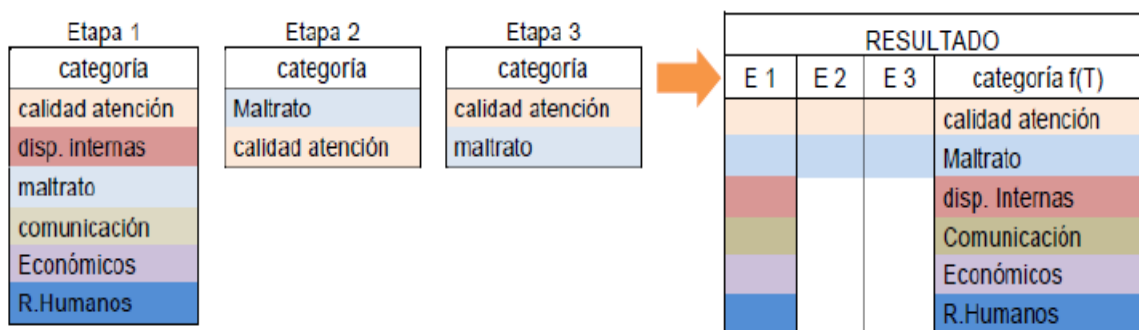 Etapa 1
categoría
calidad atención
disp. internas
maltrato
comunicación
Económicos
R.Humanos
Etapa 2
categoría
Maltrato
calidad atención
Etapa 3
categoría
calidad atención
maltrato
RESULTADO
E 1 E 2 E 3 categoría f(T)
calidad atención
Maltrato
disp. Internas
Comunicación
Económicos
R.Humanos